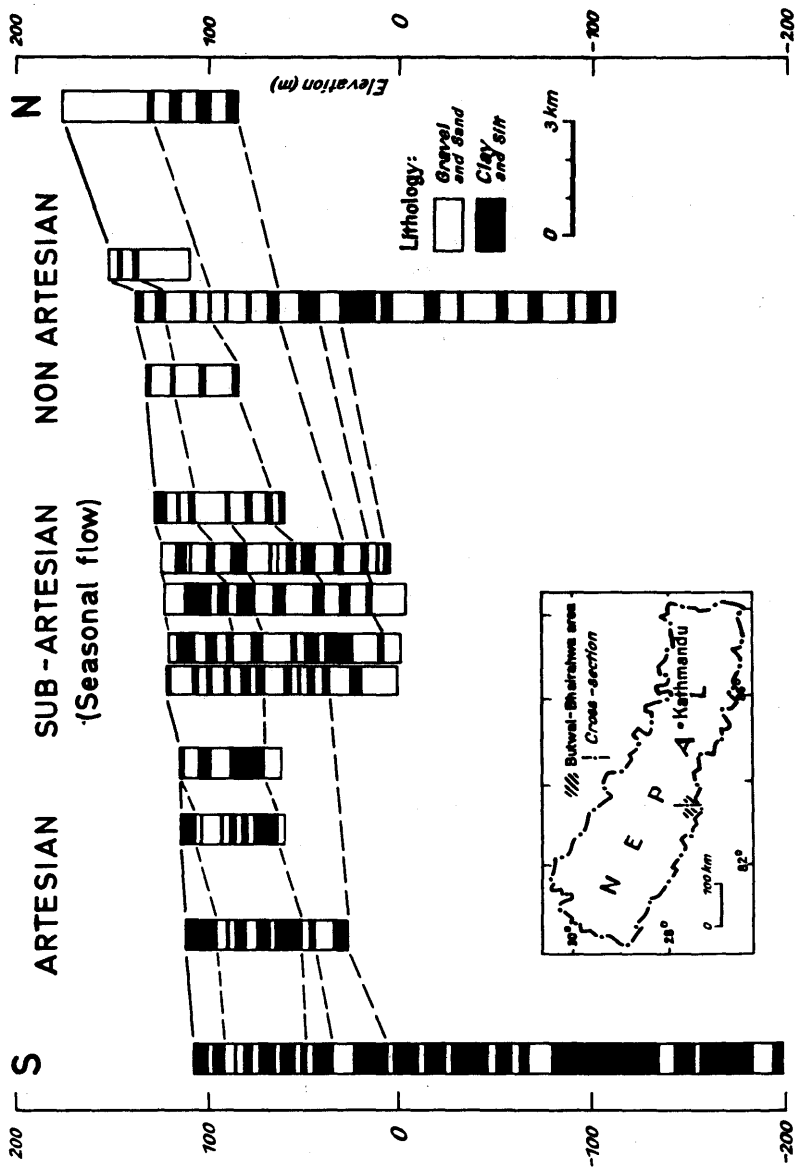 S
ARTESIAN
SUB-ARTESIAN
(Seasonal flow)
NON ARTESIAN
N
200
100
0
-100
-200
200
100
0
-100
-200
Elevation (m)
Lithology:
Gravel
and Sand
Clay
and Silt
0
3 km
Butwal-Bhairahwa area
Cross-section
N E P A L
Kathmandu
30°
28°
82°
0
100 km